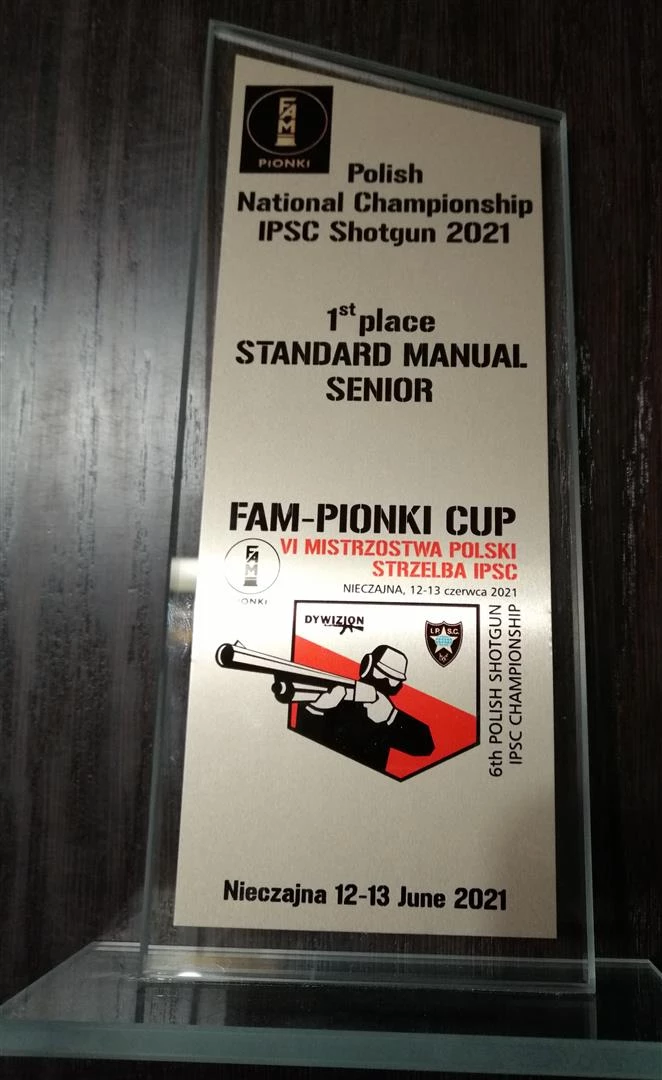 FAM
PIONKI
Polish
National Championship
IPSC Shotgun 2021
1st place
STANDARD MANUAL
SENIOR
FAM-PIONKI CUP
VI MISTRZOSTWA POLSKI
STRZELBA IPSC
FAM
PIONKI
NIECZAJNA, 12-13 czerwca 2021
DYWIZJON
I.P.S.C.
6th POLISH SHOTGUN
IPSC CHAMPIONSHIP
Nieczajna 12-13 June 2021